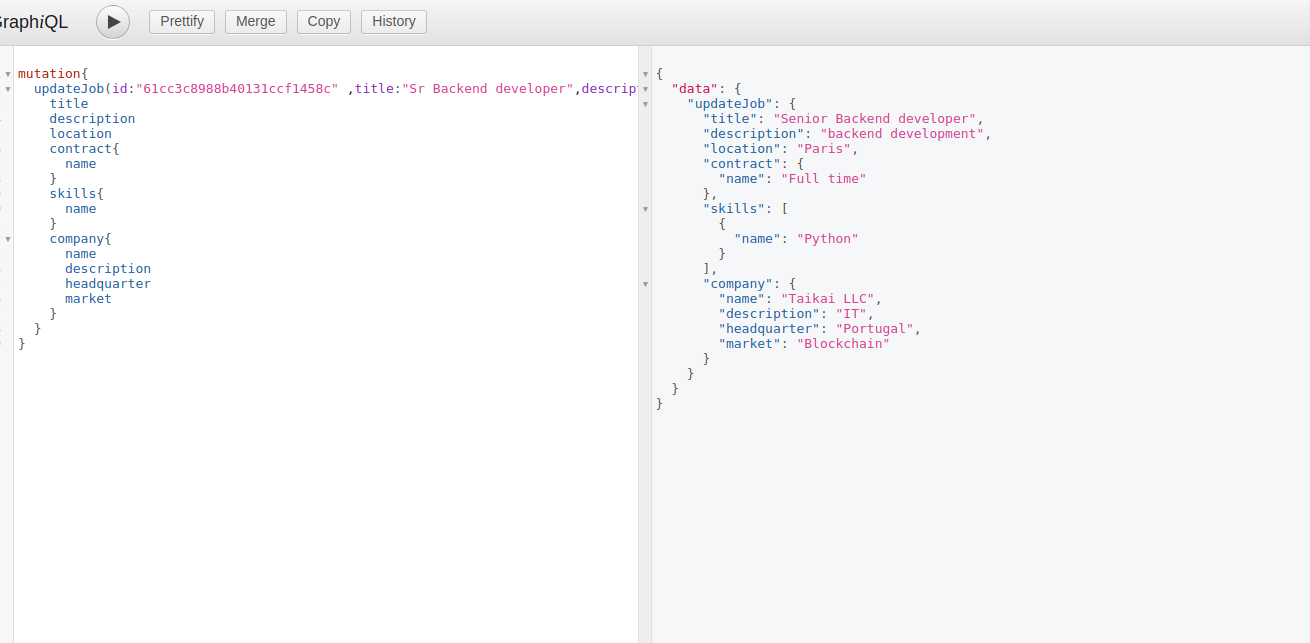 GraphiQL
Prettify
Merge
Copy
History
mutation{
updateJob(id:"61cc3c8988b40131ccf1458c" ,title:"Sr Backend developer",descrip
title
description
location
contract{
name
}
skills{
name
}
company{
name
description
headquarter
market
}
}
}
{
"data": {
"updateJob": {
"title": "Senior Backend developer",
"description": "backend development",
"location": "Paris",
"contract": {
"name": "Full time"
},
"skills": [
{
"name": "Python"
}
],
"company": {
"name": "Taikai LLC",
"description": "IT",
"headquarter": "Portugal",
"market": "Blockchain"
}
}
}
}